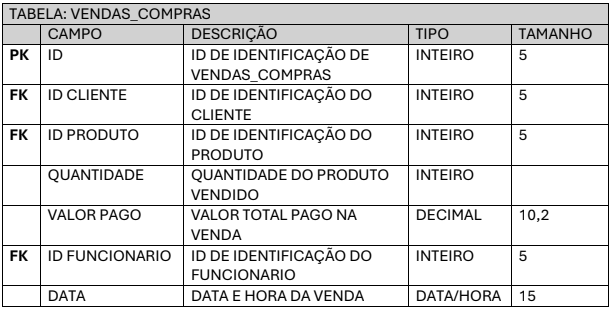 TABELA: VENDAS_COMPRAS
CAMPO DESCRIÇÃO TIPO TAMANHO
PK ID ID DE IDENTIFICAÇÃO DE INTEIRO 5
VENDAS_COMPRAS
FK ID CLIENTE ID DE IDENTIFICAÇÃO DO INTEIRO 5
CLIENTE
FK ID PRODUTO ID DE IDENTIFICAÇÃO DO INTEIRO 5
PRODUTO
QUANTIDADE QUANTIDADE DO PRODUTO INTEIRO
VENDIDO
VALOR PAGO VALOR TOTAL PAGO NA DECIMAL 10,2
VENDA
FK ID FUNCIONARIO ID DE IDENTIFICAÇÃO DO INTEIRO 5
FUNCIONARIO
DATA DATA E HORA DA VENDA DATA/HORA 15